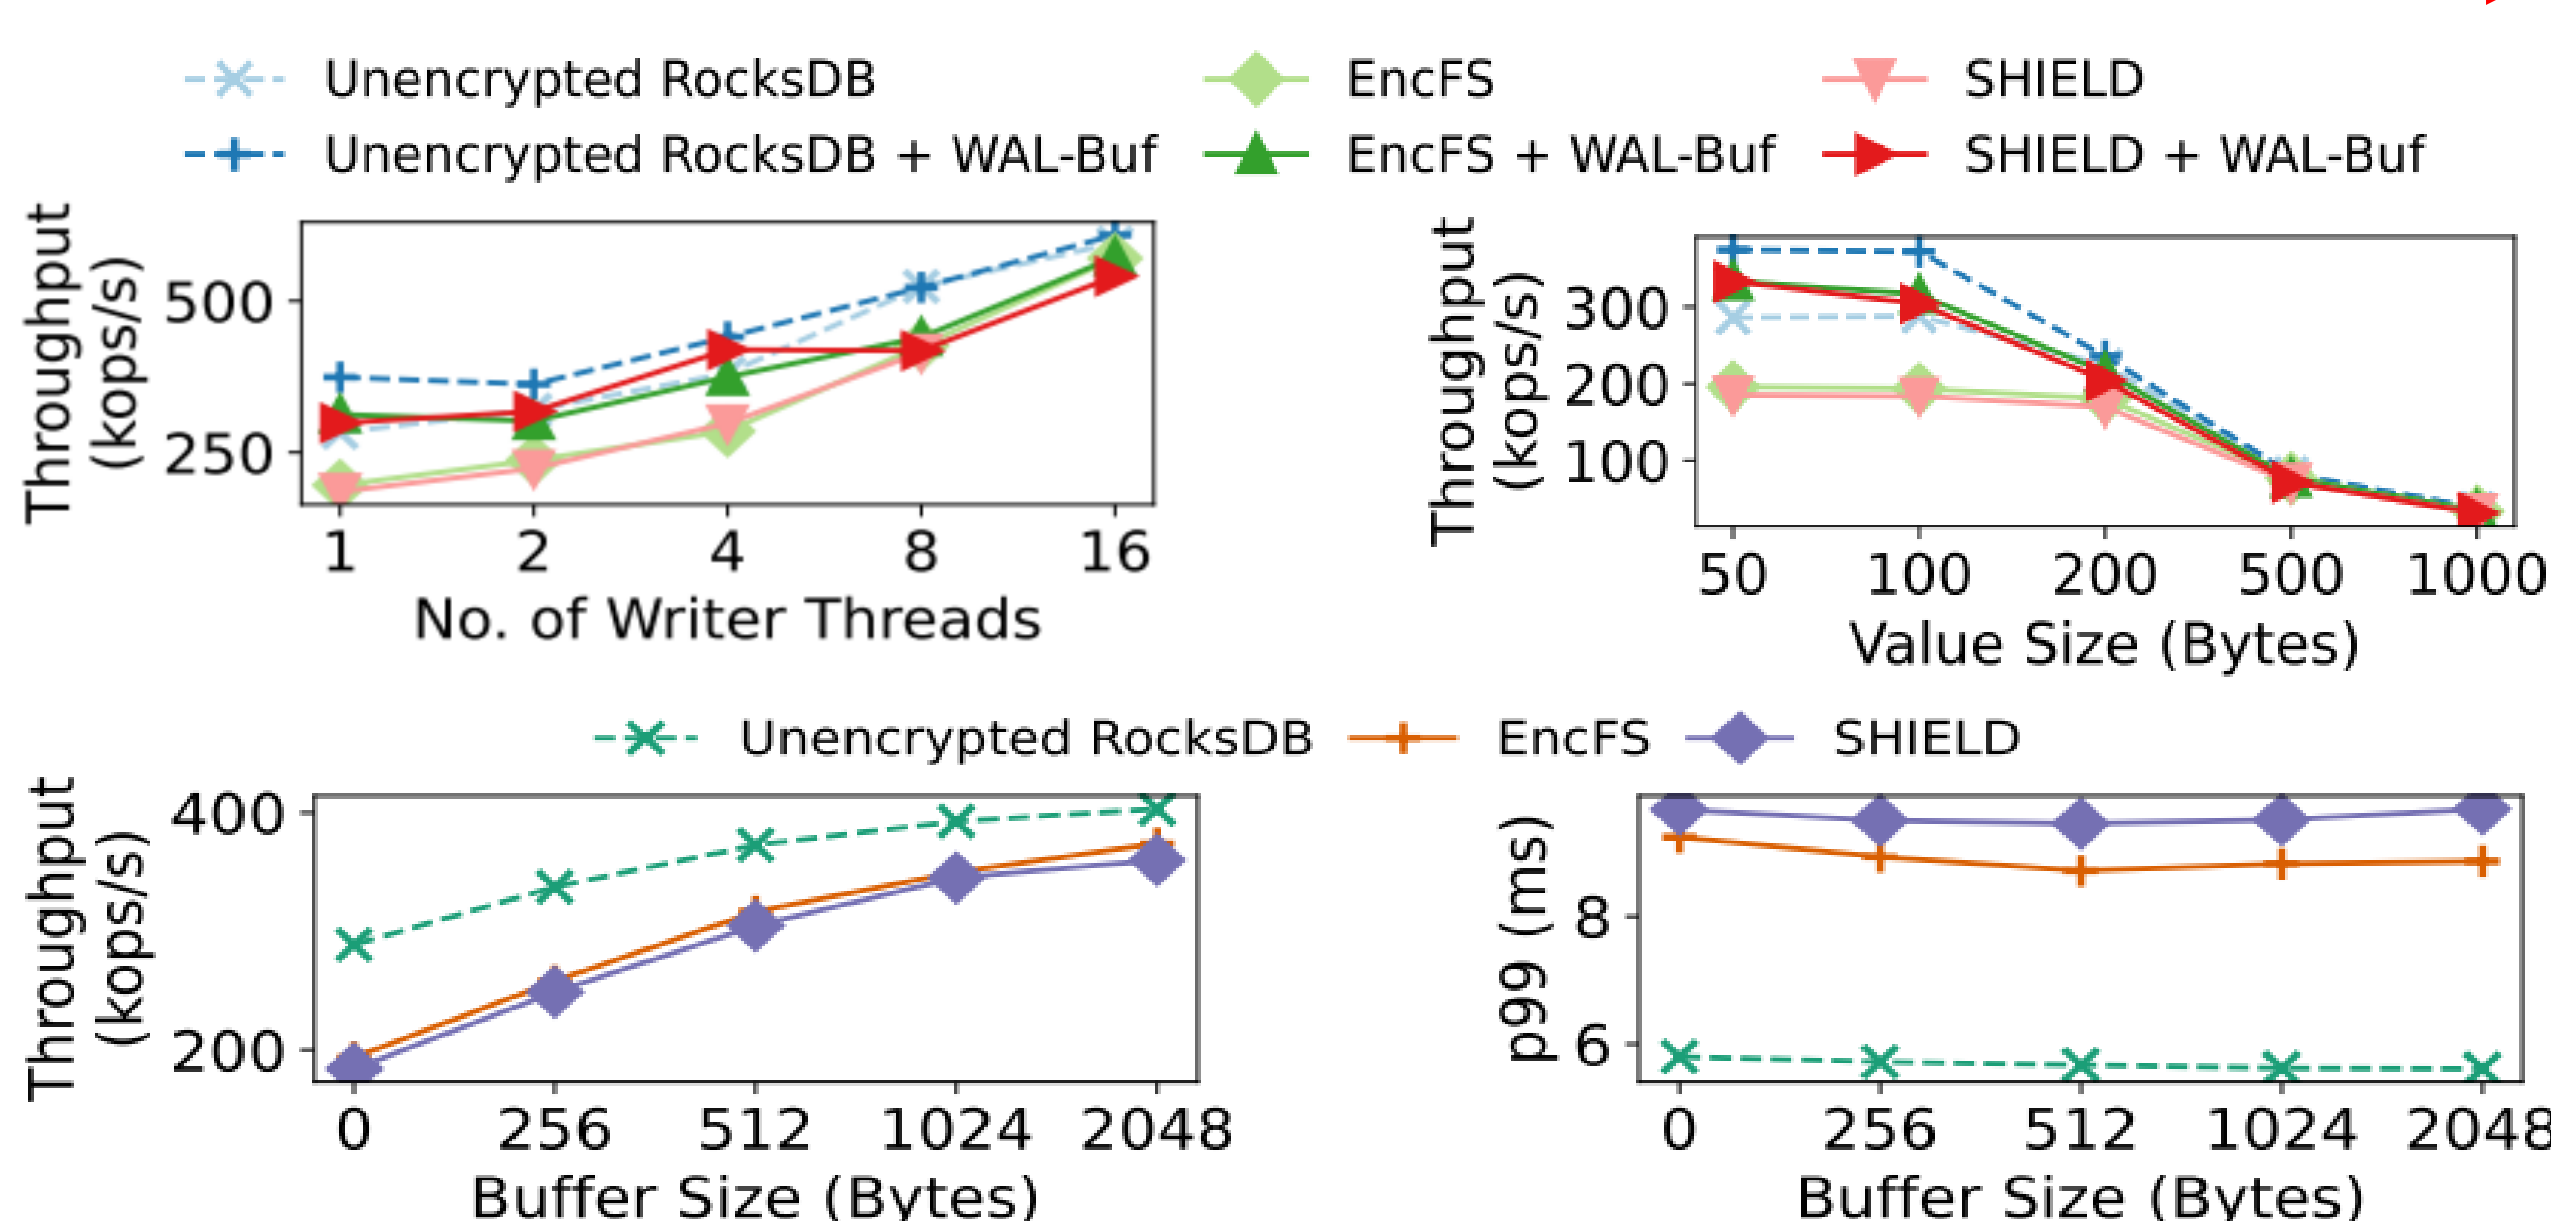 Unencrypted RocksDB EncFS SHIELD
Unencrypted RocksDB + WAL-Buf EncFS + WAL-Buf SHIELD + WAL-Buf
Throughput
(kops/s)
500
250
1 2 4 8 16
No. of Writer Threads
Throughput
(kops/s)
300
200
100
50 100 200 500 1000
Value Size (Bytes)
Unencrypted RocksDB EncFS SHIELD
Throughput
(kops/s)
400
200
0 256 512 1024 2048
Buffer Size (Bytes)
p99 (ms)
8
6
0 256 512 1024 2048
Buffer Size (Bytes)